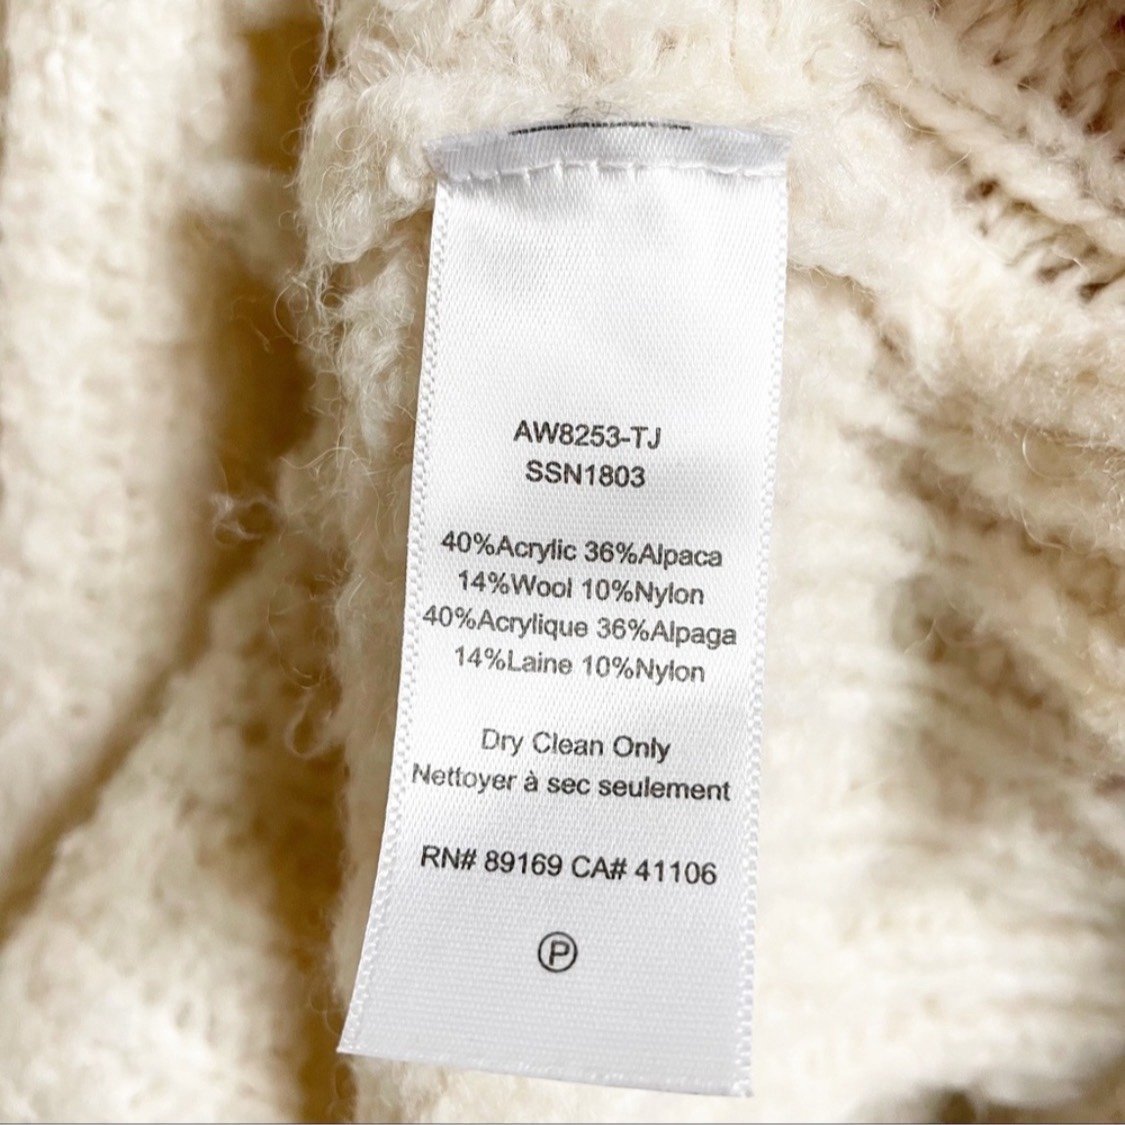 AW8253-TJ
SSN1803
40%Acrylic 36%Alpaca
14%Wool 10%Nylon
40%Acrylique 36%Alpaga
14%Laine 10%Nylon
Dry Clean Only
Nettoyer à sec seulement
RN# 89169 CA# 41106
P